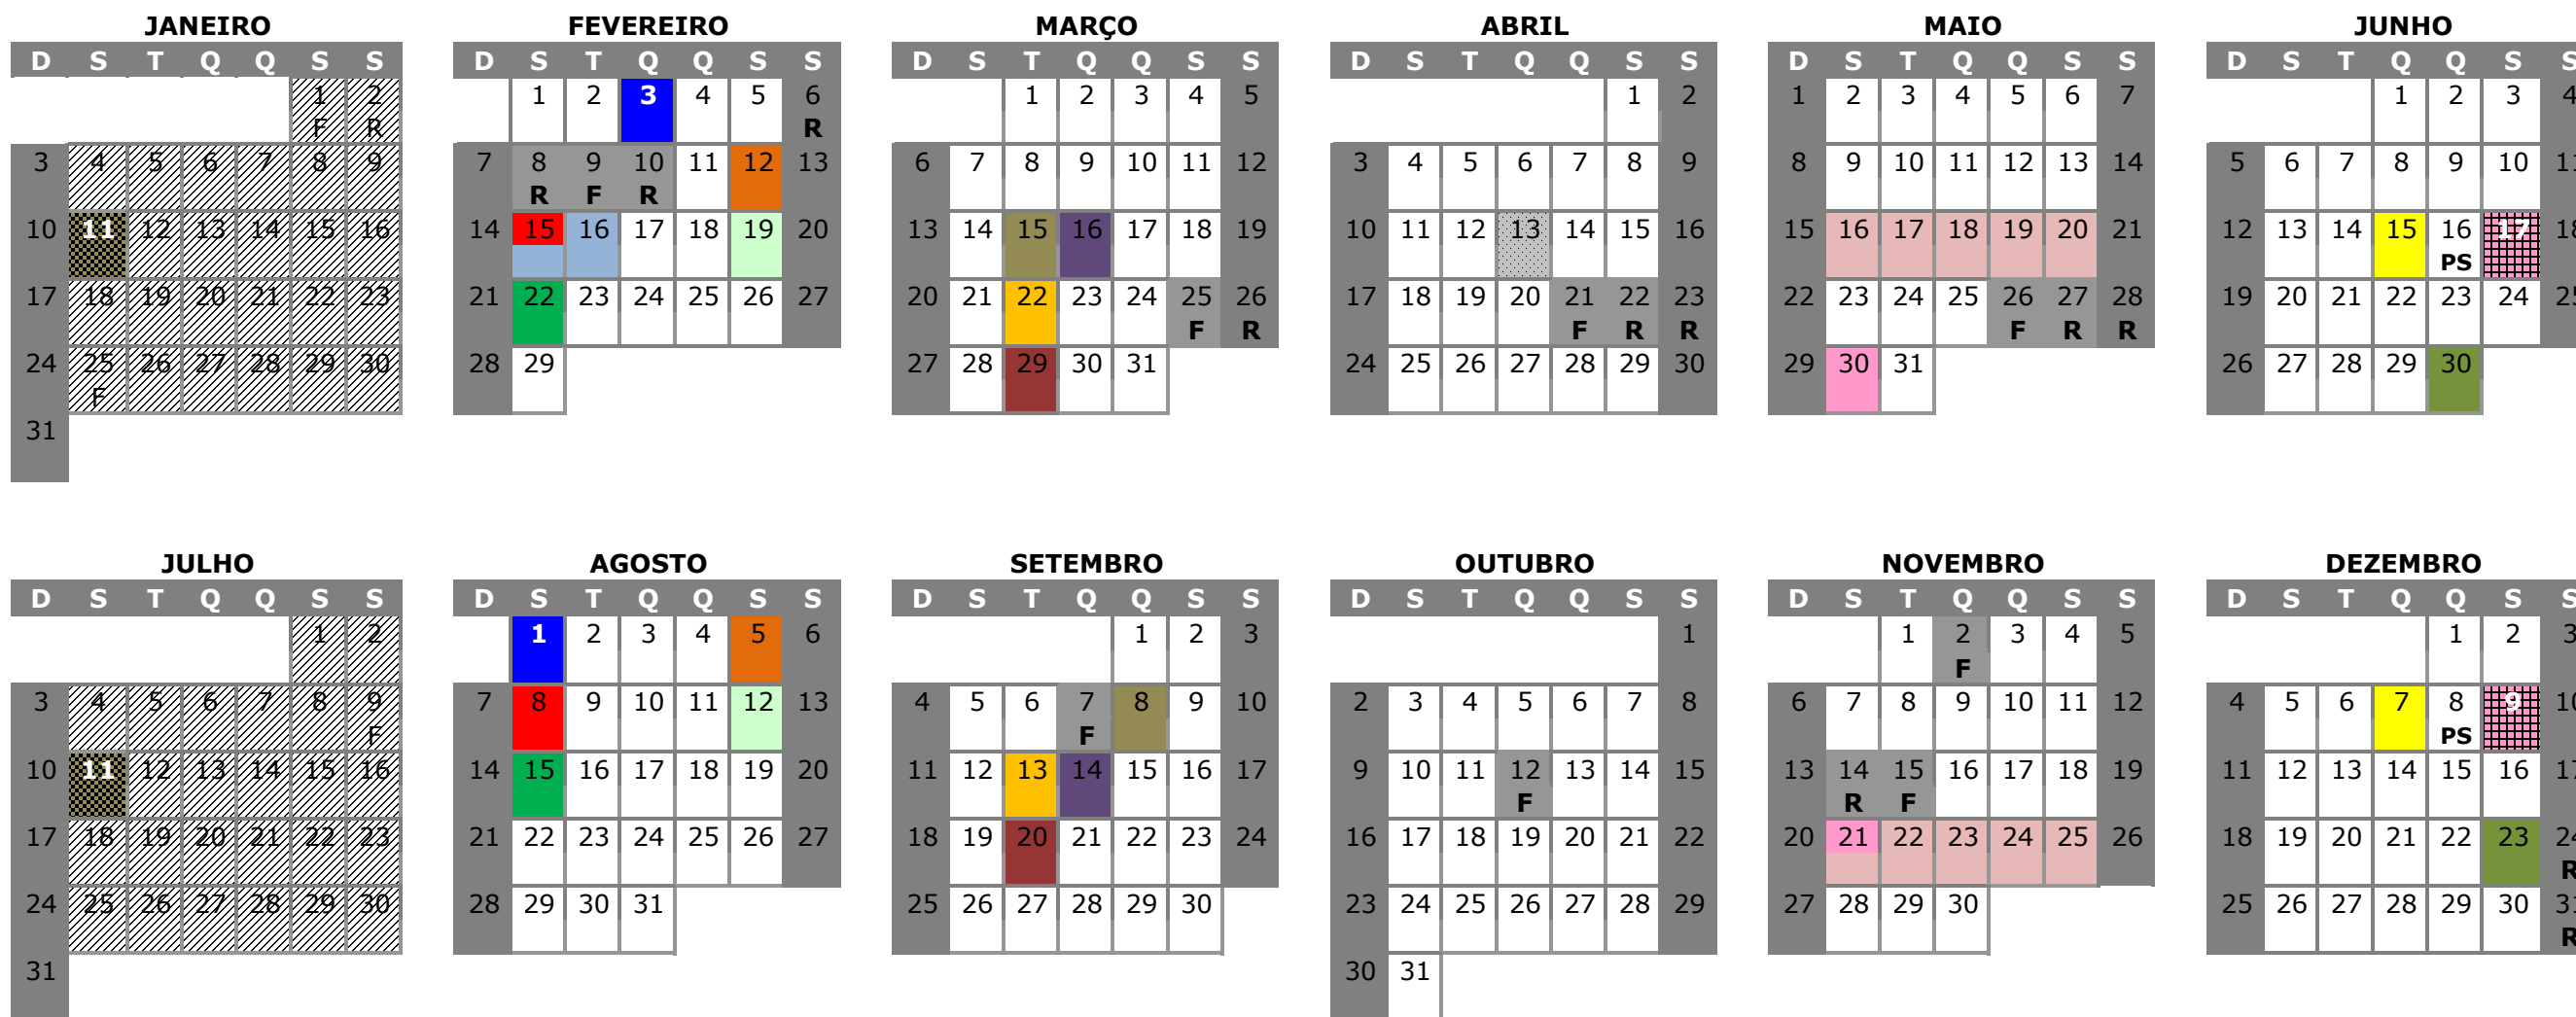 JANEIRO FEVEREIRO MARÇO ABRIL MAIO JUNHO
D S T Q Q S S D S T Q Q S S D S T Q Q S S D S T Q Q S S D S T Q Q S S D S T Q Q S S
1 2 1 2 3 4 5 6 1 2 3 4 5 1 2 1 2 3 4 5 6 7 1 2 3 4
F R R
3 4 5 6 7 8 9 7 8 9 10 11 12 13 6 7 8 9 10 11 12 3 4 5 6 7 8 9 8 9 10 11 12 13 14 5 6 7 8 9 10 11
R F R
10 11 12 13 14 15 16 14 15 16 17 18 19 20 13 14 15 16 17 18 19 10 11 12 13 14 15 16 15 16 17 18 19 20 21 12 13 14 15 16 17 18
PS
17 18 19 20 21 22 23 21 22 23 24 25 26 27 20 21 22 23 24 25 26 17 18 19 20 21 22 23 22 23 24 25 26 27 28 19 20 21 22 23 24 25
F R F R R F R R
24 25 26 27 28 29 30 28 29 27 28 29 30 31 24 25 26 27 28 29 30 29 30 31 26 27 28 29 30
F
31
JULHO AGOSTO SETEMBRO OUTUBRO NOVEMBRO DEZEMBRO
D S T Q Q S S D S T Q Q S S D S T Q Q S S D S T Q Q S S D S T Q Q S S D S T Q Q S S
1 2 1 2 3 4 5 6 1 2 3 1 1 2 3 4 5 1 2 3
F
3 4 5 6 7 8 9 7 8 9 10 11 12 13 4 5 6 7 8 9 10 2 3 4 5 6 7 8 6 7 8 9 10 11 12 4 5 6 7 8 9 10
F F PS
10 11 12 13 14 15 16 14 15 16 17 18 19 20 11 12 13 14 15 16 17 9 10 11 12 13 14 15 13 14 15 16 17 18 19 11 12 13 14 15 16 17
F R F
17 18 19 20 21 22 23 21 22 23 24 25 26 27 18 19 20 21 22 23 24 16 17 18 19 20 21 22 20 21 22 23 24 25 26 18 19 20 21 22 23 24
R
24 25 26 27 28 29 30 28 29 30 31 25 26 27 28 29 30 23 24 25 26 27 28 29 27 28 29 30 25 26 27 28 29 30 31
R
31 30 31